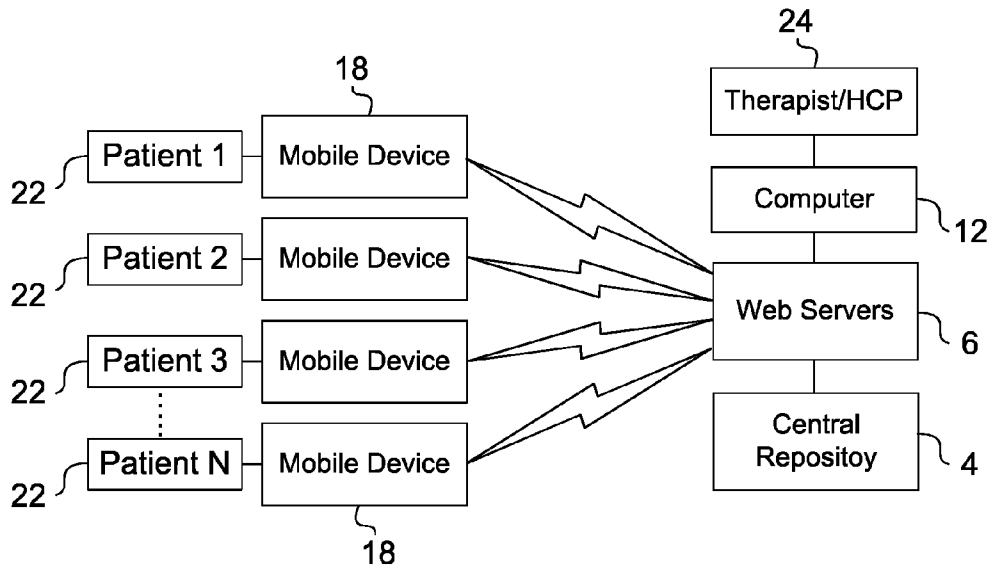 18
24
22
Patient 1
Mobile Device
Therapist/HCP
Computer
12
22
Patient 2
Mobile Device
Web Servers
6
22
Patient 3
Mobile Device
22
Patient N
Mobile Device
Central
Repositoy
4
18